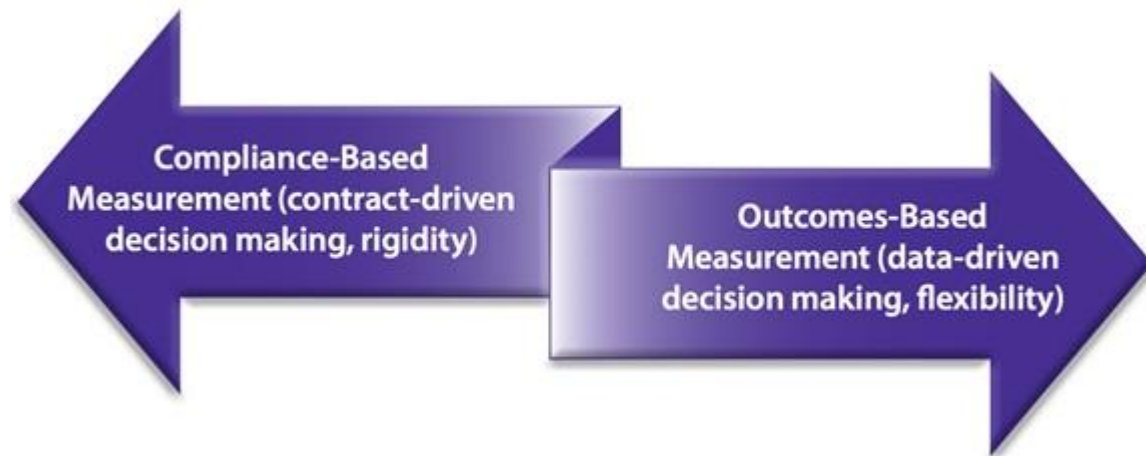 Compliance-Based
Measurement (contract-driven
decision making, rigidity)
Outcomes-Based
Measurement (data-driven
decision making, flexibility)